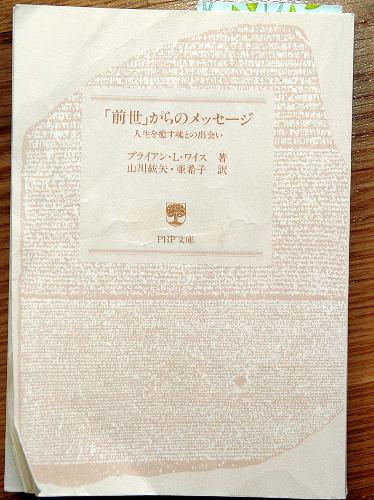 「前世」からのメッセージ
人生を癒す魂との出会い
ブライアン・L・ワイス 著
山川紘矢・亜希子 訳
PHP文庫